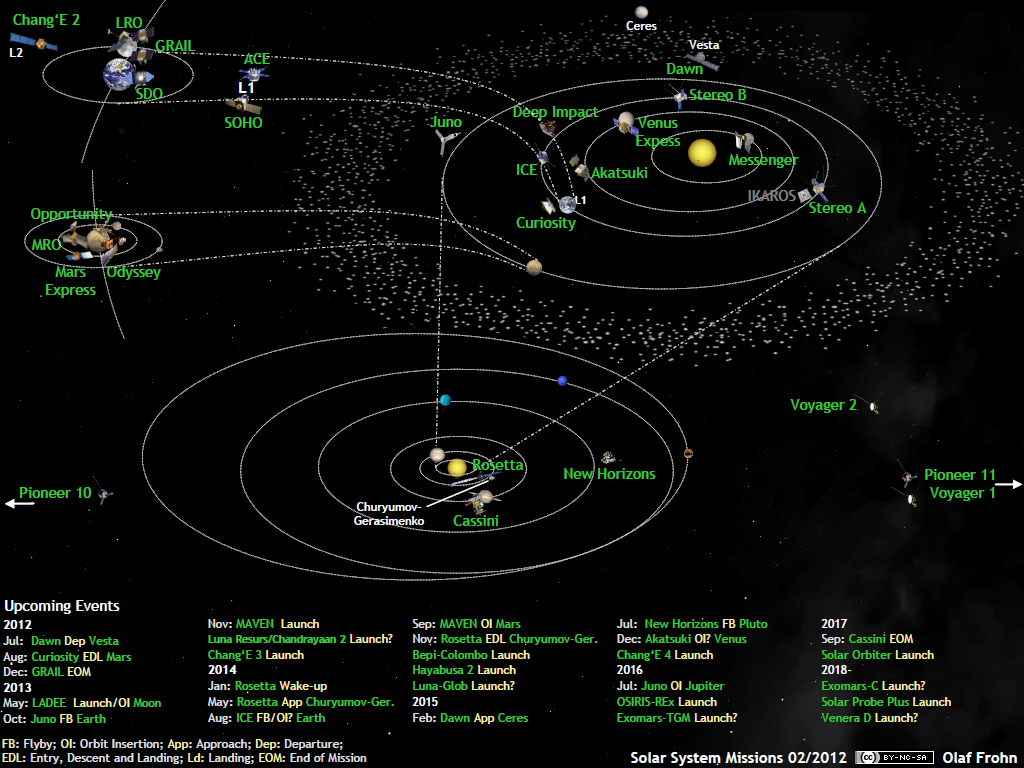 Chang'E 2
LRO
L2
GRAIL
SDO
ACE
L1
SOHO
Ceres
Vesta
Dawn
Stereo B
Deep Impact
Juno
Venus
Expess
Messenger
ICE
Akatsuki
IKAROS
L1
Stereo A
Curiosity
Opportunity
MRO
Odyssey
Mars
Express
Voyager 2
Rosetta
New Horizons
Pioneer 11
Voyager 1
Pioneer 10
Churyumov-
Gerasimenko
Cassini
Upcoming Events
2012
Jul: Dawn Dep Vesta
Aug: Curiosity EDL Mars
Dec: GRAIL EOM
2013
May: LADEE Launch/OI Moon
Oct: Juno FB Earth
Nov: MAVEN Launch
Luna Resurs/Chandrayaan 2 Launch?
Chang'E 3 Launch
2014
Jan: Rosetta Wake-up
May: Rosetta App Churyumov-Ger.
Aug: ICE FB/OI? Earth
Sep: MAVEN OI Mars
Nov: Rosetta EDL Churyumov-Ger.
Bepi-Colombo Launch
Hayabusa 2 Launch
Luna-Glob Launch?
2015
Feb: Dawn App Ceres
Jul: New Horizons FB Pluto
Dec: Akatsuki OI? Venus
Chang'E 4 Launch
2016
Jul: Juno OI Jupiter
OSIRIS-REx Launch
Exomars-TGM Launch?
2017
Sep: Cassini EOM
Solar Orbiter Launch
2018-
Exomars-C Launch?
Solar Probe Plus Launch
Venera D Launch?
FB: Flyby; OI: Orbit Insertion; App: Approach; Dep: Departure;
EDL: Entry, Descent and Landing; Ld: Landing; EOM: End of Mission
Solar System Missions 02/2012 cc BY-NC-SA Olaf Frohn